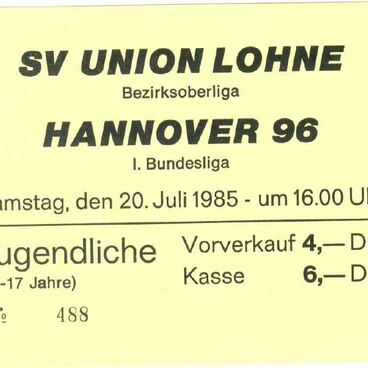 SV UNION LOHNE
Bezirksoberliga
HANNOVER 96
I. Bundesliga
amstag, den 20. Juli 1985 - um 16.00 U
ugendliche Vorverkauf 4,— D
-17 Jahre) Kasse 6,— D
№ 488